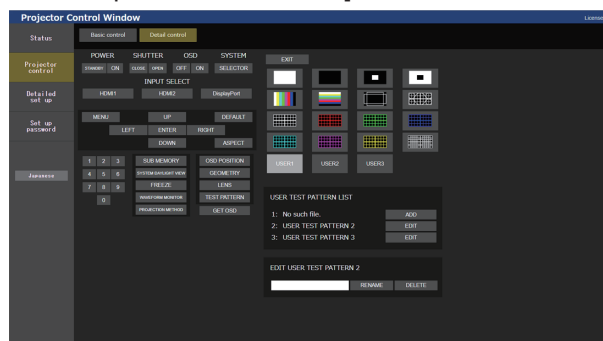 Projector Control Window
License
Status
Projector control
Detailed set up
Set up password
Japanese
Basic control
Detail control
POWER SHUTTER OSD SYSTEM
STANDBY ON CLOSE OPEN OFF ON SELECTOR
INPUT SELECT
HDMI1 HDMI2 DisplayPort
MENU UP DEFAULT
LEFT ENTER RIGHT
DOWN ASPECT
1 2 3 SUB MEMORY OSD POSITION
4 5 6 SYSTEM DAYLIGHT VIEW GEOMETRY
7 8 9 FREEZE LENS
0 WAVEFORM MONITOR TEST PATTERN
PROJECTION METHOD GET OSD
EXIT
USER1 USER2 USER3
USER TEST PATTERN LIST
1: No such file. ADD
2: USER TEST PATTERN 2 EDIT
3: USER TEST PATTERN 3 EDIT
EDIT USER TEST PATTERN 2
RENAME DELETE